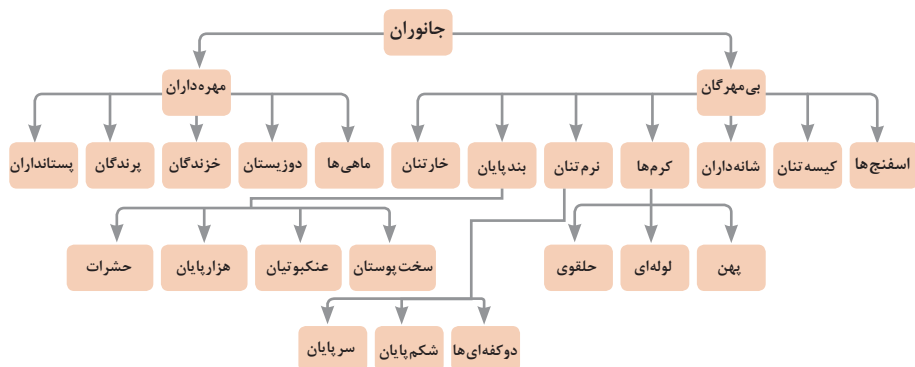 جانوران
بی‌مهرگان
مهره‌داران
اسفنج‌ها
کیسه‌تنان
شانه‌داران
کرم‌ها
نرم‌تنان
بندپایان
خارتنان
ماهی‌ها
دوزیستان
خزندگان
پرندگان
پستانداران
پهن
لوله‌ای
حلقوی
سخت‌پوستان
عنکبوتیان
هزارپایان
حشرات
دوکفه‌ای‌ها
شکم‌پایان
سرپایان